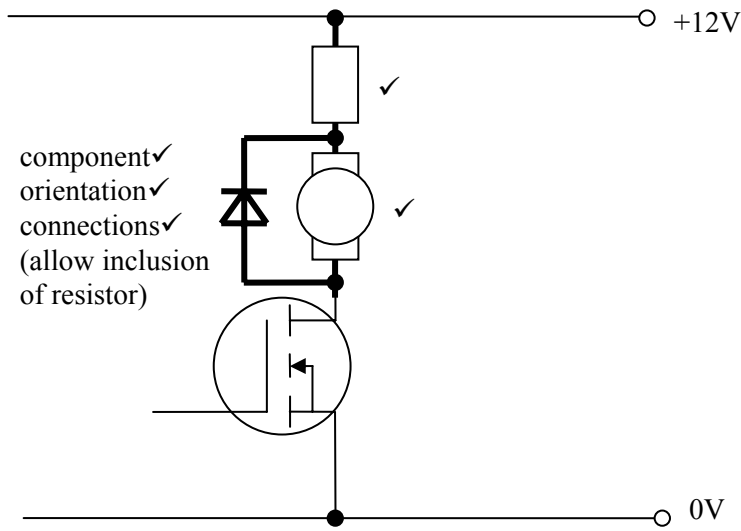 +12V
✓
component✓
orientation✓
connections✓
(allow inclusion
of resistor)
✓
0V